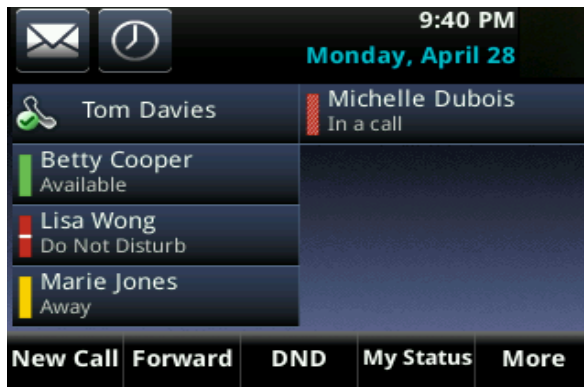 9:40 PM
Monday, April 28
Tom Davies
Michelle Dubois
In a call
Betty Cooper
Available
Lisa Wong
Do Not Disturb
Marie Jones
Away
New Call Forward DND My Status More